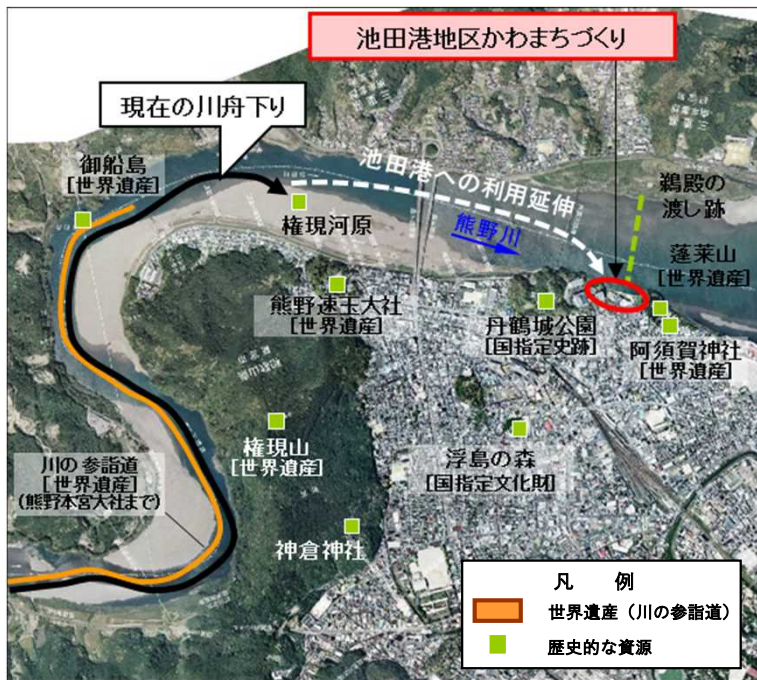 池田港地区かわまちづくり
現在の川舟下り
御船島
[世界遺産]
池田港への利用延伸
鵜殿の
渡し跡
権現河原
熊野川
蓬莱山
[世界遺産]
熊野速玉大社
[世界遺産]
丹鶴城公園
[国指定史跡]
阿須賀神社
[世界遺産]
権現山
[世界遺産]
浮島の森
[国指定文化財]
川の参詣道
[世界遺産]
(熊野本宮大社まで)
神倉神社
凡 例
世界遺産（川の参詣道）
歴史的な資源